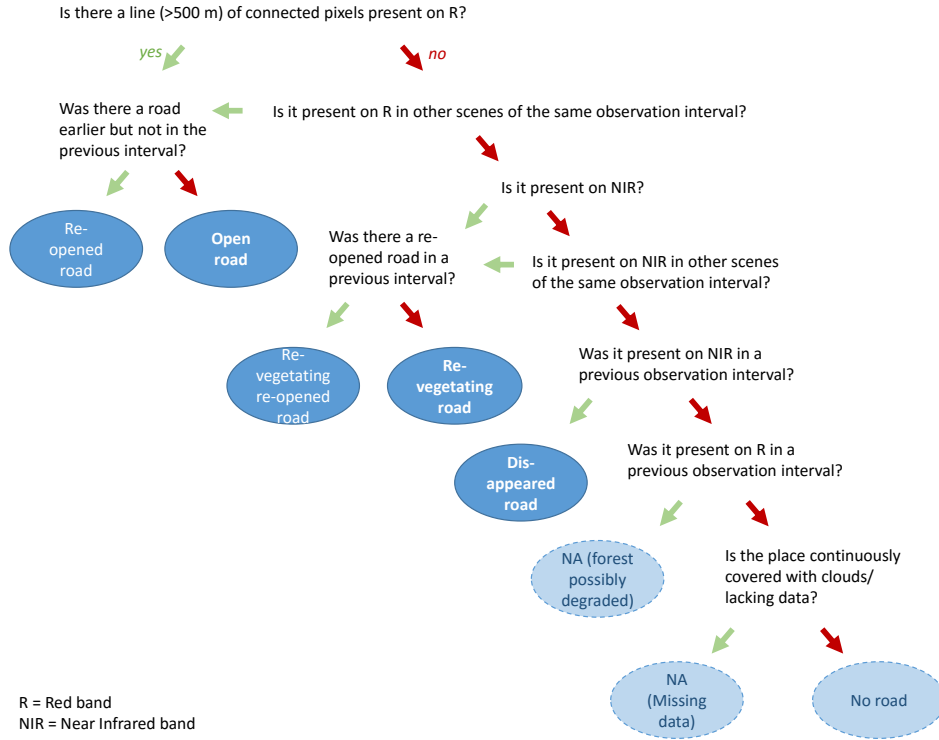 Is there a line (>500 m) of connected pixels present on R?
yes
no
Was there a road
earlier but not in the
previous interval?
Is it present on R in other scenes of the same observation interval?
Is it present on NIR?
Re-
opened
road
Open
road
Was there a re-
opened road in a
previous interval?
Is it present on NIR in other scenes
of the same observation interval?
Re-
vegetating
re-opened
road
Re-
vegetating
road
Was it present on NIR in a
previous observation interval?
Dis-
appeared
road
Was it present on R in a
previous observation interval?
NA (forest
possibly
degraded)
Is the place continuously
covered with clouds/
lacking data?
NA
(Missing
data)
No road
R = Red band
NIR = Near Infrared band